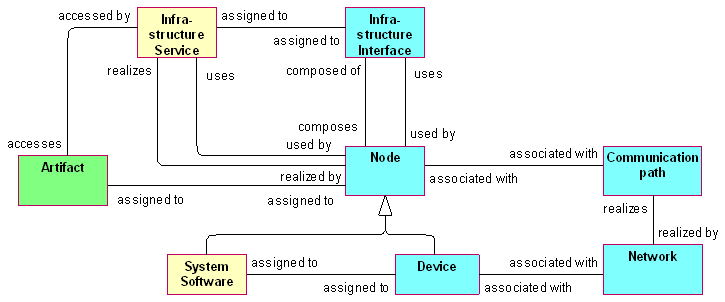 accessed by
Infra-
structure
Service
assigned to
assigned to
Infra-
structure
Interface
realizes
uses
composed of
uses
composes
used by
used by
accesses
Artifact
Node
associated with
associated with
Communication
path
assigned to
realized by
assigned to
realizes
realized by
System
Software
assigned to
assigned to
Device
associated with
associated with
Network